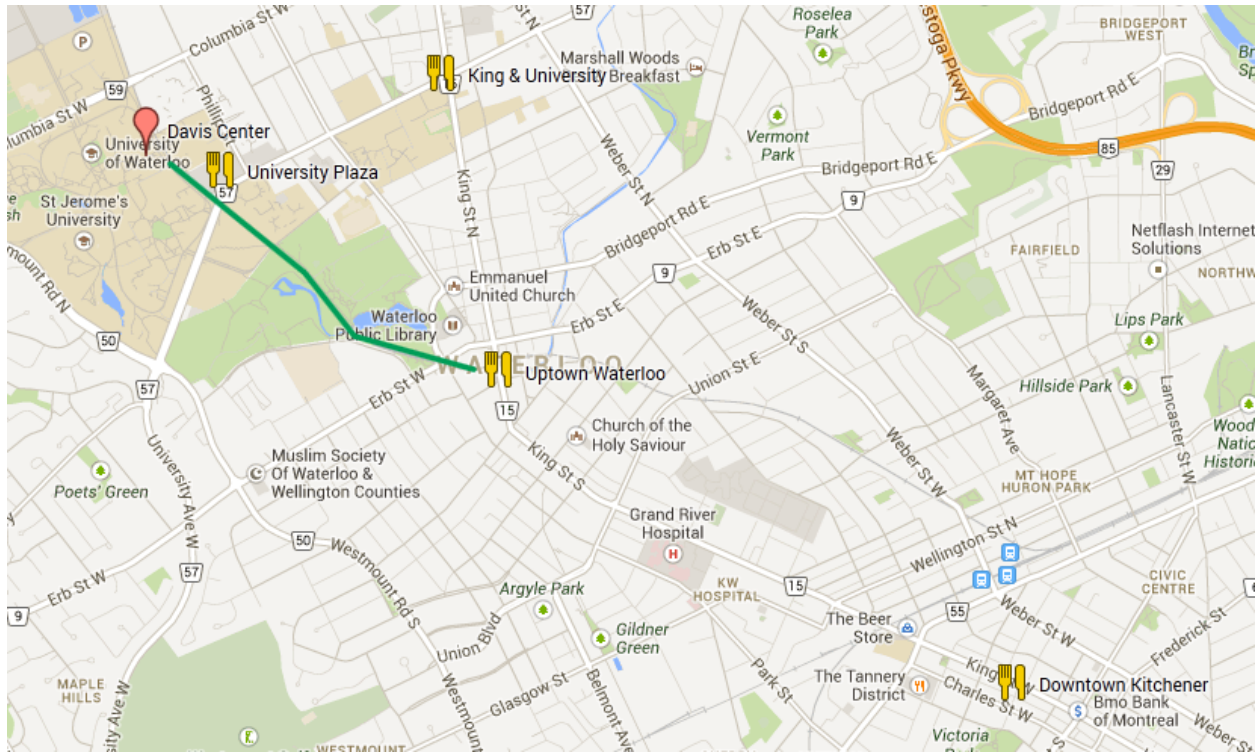 Columbia St W
57
Roselea
Park
BRIDGEPORT
WEST
P
59
King & University
Marshall Woods
Breakfast
Pkwy
Bridgeport Rd E
Columbia St W
Phillip
Davis Center
University
of Waterloo
University Plaza
57
Vermont
Park
Weber St N
Bridgeport Rd E
85
29
St Jerome's
University
King St N
9
Bridgeport Rd E
Erb St E
9
FAIRFIELD
Netflash Internet
Solutions
Emmanuel
United Church
Waterloo
Public Library
Erb St E
50
WATERLOO
Weber St S
Lips Park
57
Erb St W
Uptown Waterloo
Union St E
Margaret Ave
Hillside Park
Lancaster St W
15
Church of the
Holy Saviour
King St S
University Ave W
Muslim Society
Of Waterloo &
Wellington Counties
Poets' Green
Weber St W
MT HOPE
HURON PARK
Grand River
Hospital
H
Wellington St N
50
Westmount Rd S
57
Erb St W
9
Argyle Park
KW
HOSPITAL
15
CIVIC
CENTRE
55
The Beer
Store
Weber St W
Frederick St
Union Blvd
Gildner
Green
Glasgow St
Belmont Ave
Park St
The Tannery
District
Downtown Kitchener
Charles St W
Bmo Bank
of Montreal
MAPLE
HILLS
Westmount
Victoria
WESTMOUNT